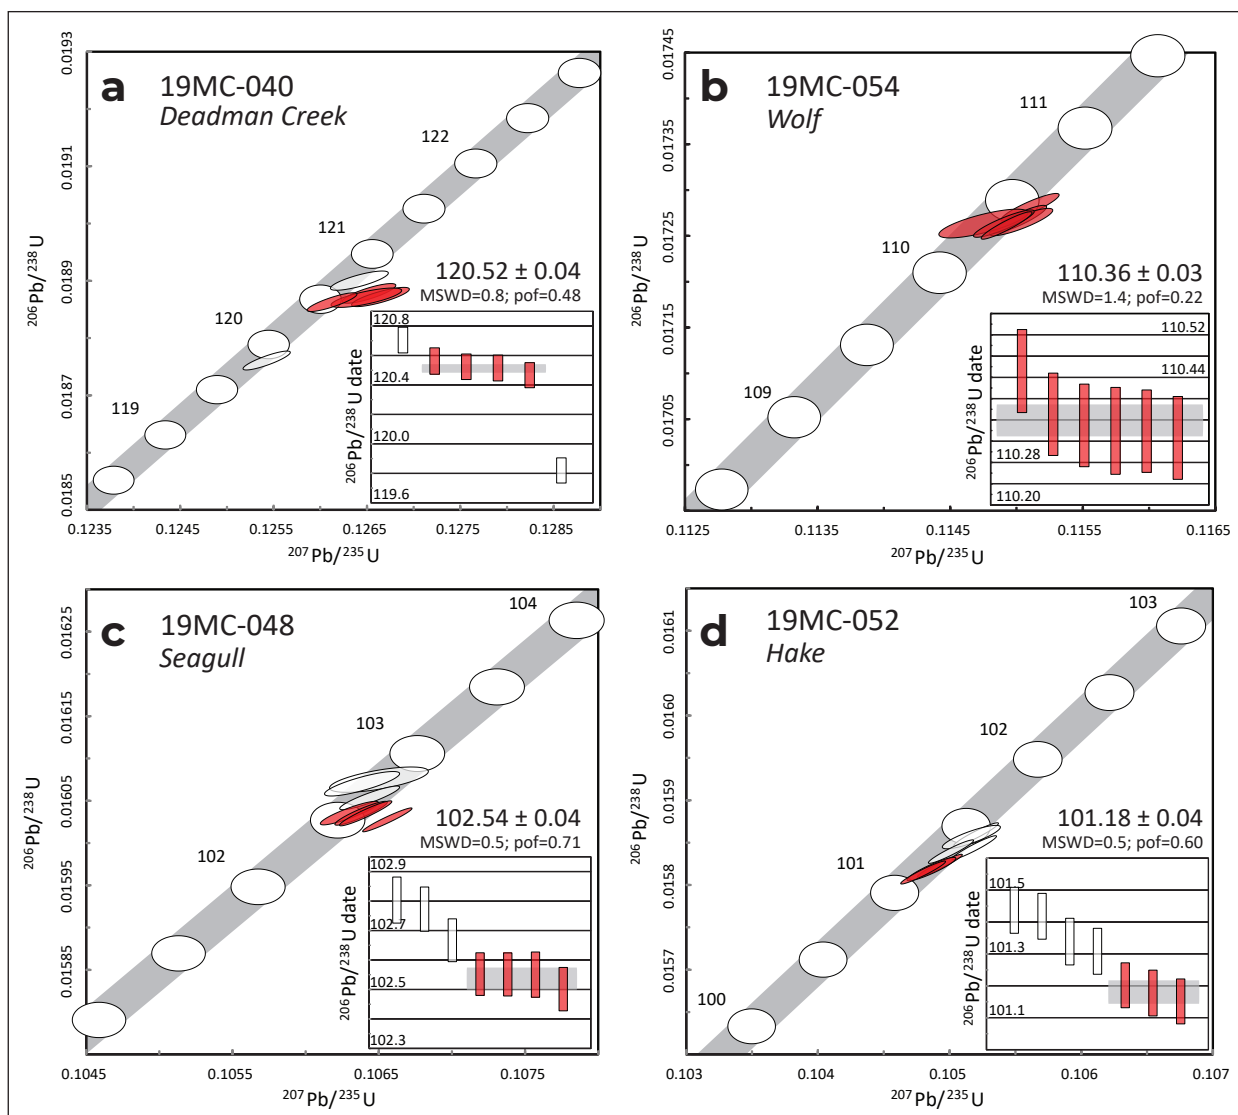 a
19MC-040
Deadman Creek
0.0193
0.0191
0.0189
0.0187
0.0185
206Pb/238U
122
121
120
119
120.52 ± 0.04
MSWD=0.8; pof=0.48
206Pb/238U date
120.8
120.4
120.0
119.6
0.1235
0.1245
0.1255
0.1265
0.1275
0.1285
207Pb/235U
b
19MC-054
Wolf
0.01745
0.01735
0.01725
0.01715
0.01705
206Pb/238U
111
110
109
110.36 ± 0.03
MSWD=1.4; pof=0.22
206Pb/238U date
110.52
110.44
110.28
110.20
0.1125
0.1135
0.1145
0.1155
0.1165
207Pb/235U
c
19MC-048
Seagull
0.01625
0.01615
0.01605
0.01595
0.01585
206Pb/238U
104
103
102
102.54 ± 0.04
MSWD=0.5; pof=0.71
206Pb/238U date
102.9
102.7
102.5
102.3
0.1045
0.1055
0.1065
0.1075
207Pb/235U
d
19MC-052
Hake
0.0161
0.0160
0.0159
0.0158
0.0157
206Pb/238U
103
102
101
100
101.18 ± 0.04
MSWD=0.5; pof=0.60
206Pb/238U date
101.5
101.3
101.1
0.103
0.104
0.105
0.106
0.107
207Pb/235U